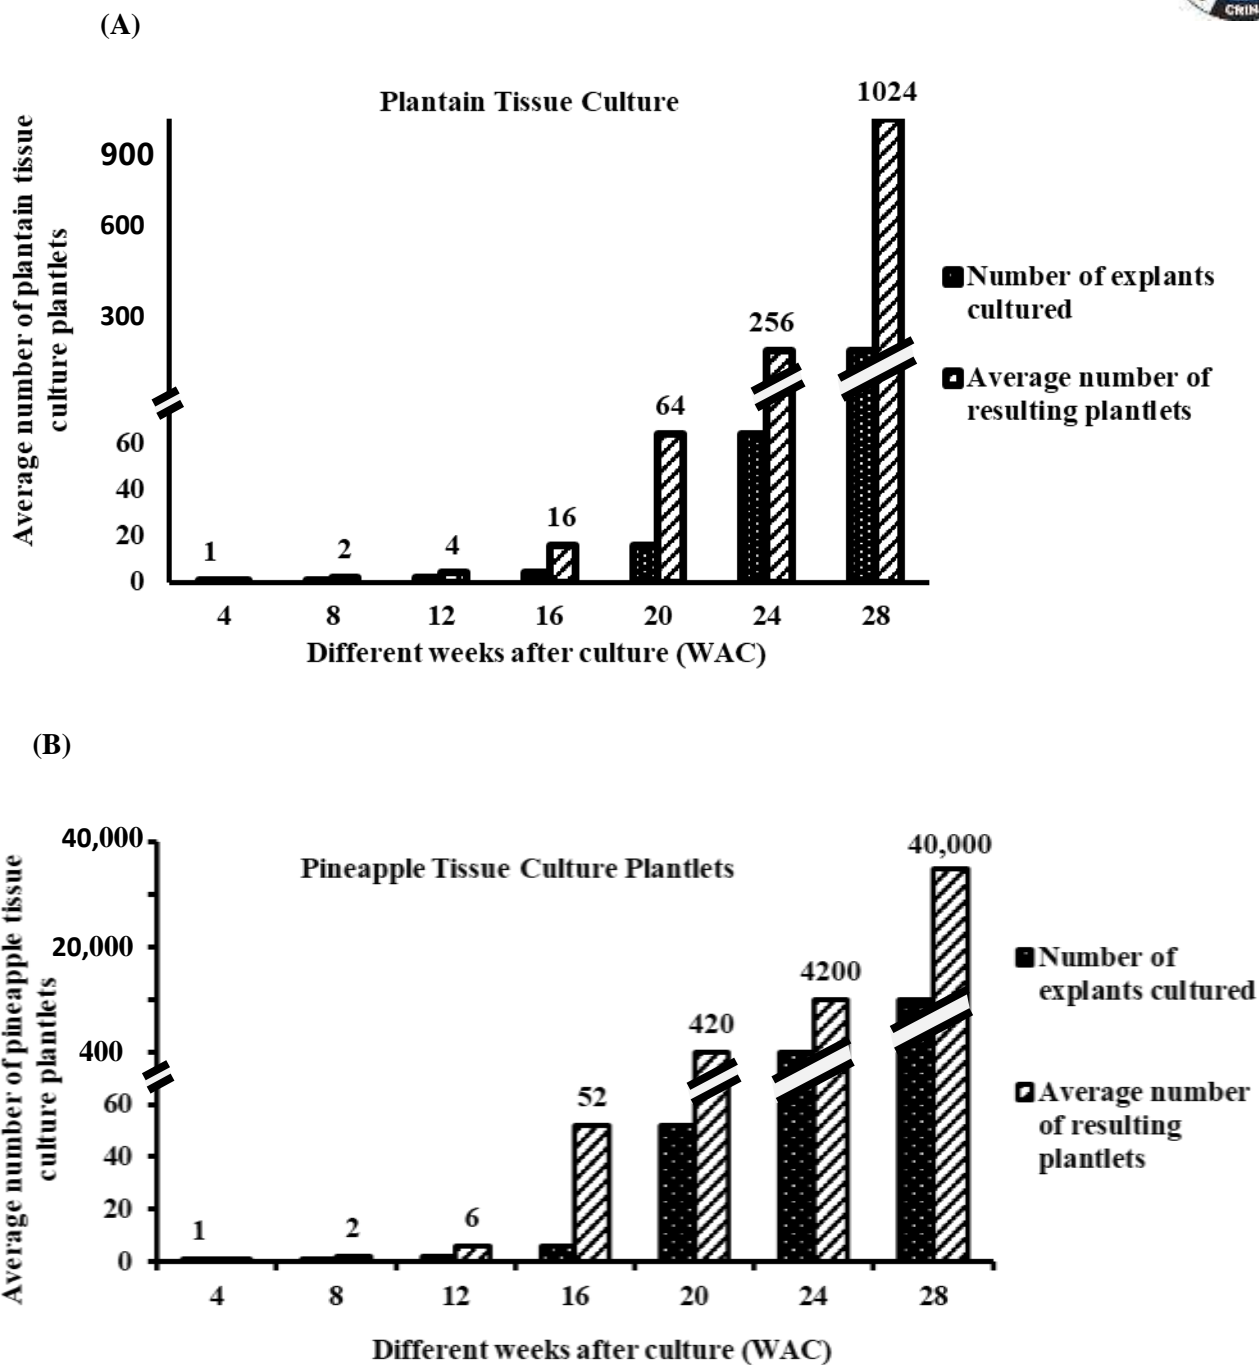 CRIN
(A)
Plantain Tissue Culture
Average number of plantain tissue
culture plantlets
900
600
300
60
40
20
0
1
2
4
16
64
256
1024
4
8
12
16
20
24
28
Different weeks after culture (WAC)
Number of explants
cultured
Average number of
resulting plantlets
(B)
Pineapple Tissue Culture Plantlets
Average number of pineapple tissue
culture plantlets
40,000
20,000
400
60
40
20
0
1
2
6
52
420
4200
40,000
4
8
12
16
20
24
28
Different weeks after culture (WAC)
Number of
explants cultured
Average number
of resulting
plantlets